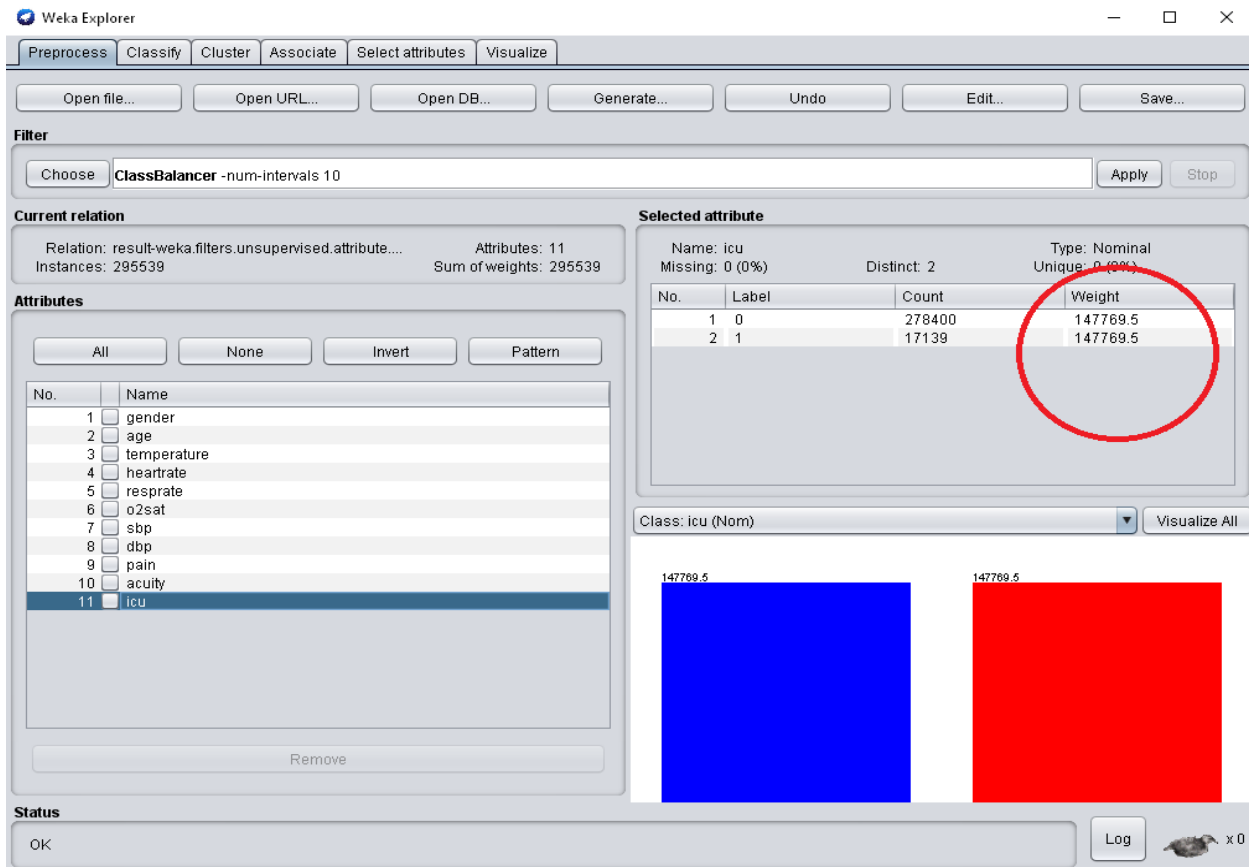 Weka Explorer
Preprocess Classify Cluster Associate Select attributes Visualize
Open file... Open URL... Open DB... Generate... Undo Edit... Save...
Filter
Choose ClassBalancer -num-intervals 10 Apply Stop
Current relation
Relation: result-weka.filters.unsupervised.attribute.... Attributes: 11
Instances: 295539 Sum of weights: 295539
Attributes
All None Invert Pattern
No. Name
1 gender
2 age
3 temperature
4 heartrate
5 resprate
6 o2sat
7 sbp
8 dbp
9 pain
10 acuity
11 icu
Remove
Selected attribute
Name: icu Type: Nominal
Missing: 0 (0%) Distinct: 2 Unique: 0 (0%)
No. Label Count Weight
1 0 278400 147769.5
2 1 17139 147769.5
Class: icu (Nom) Visualize All
147769.5 147769.5
Status
OK Log x 0